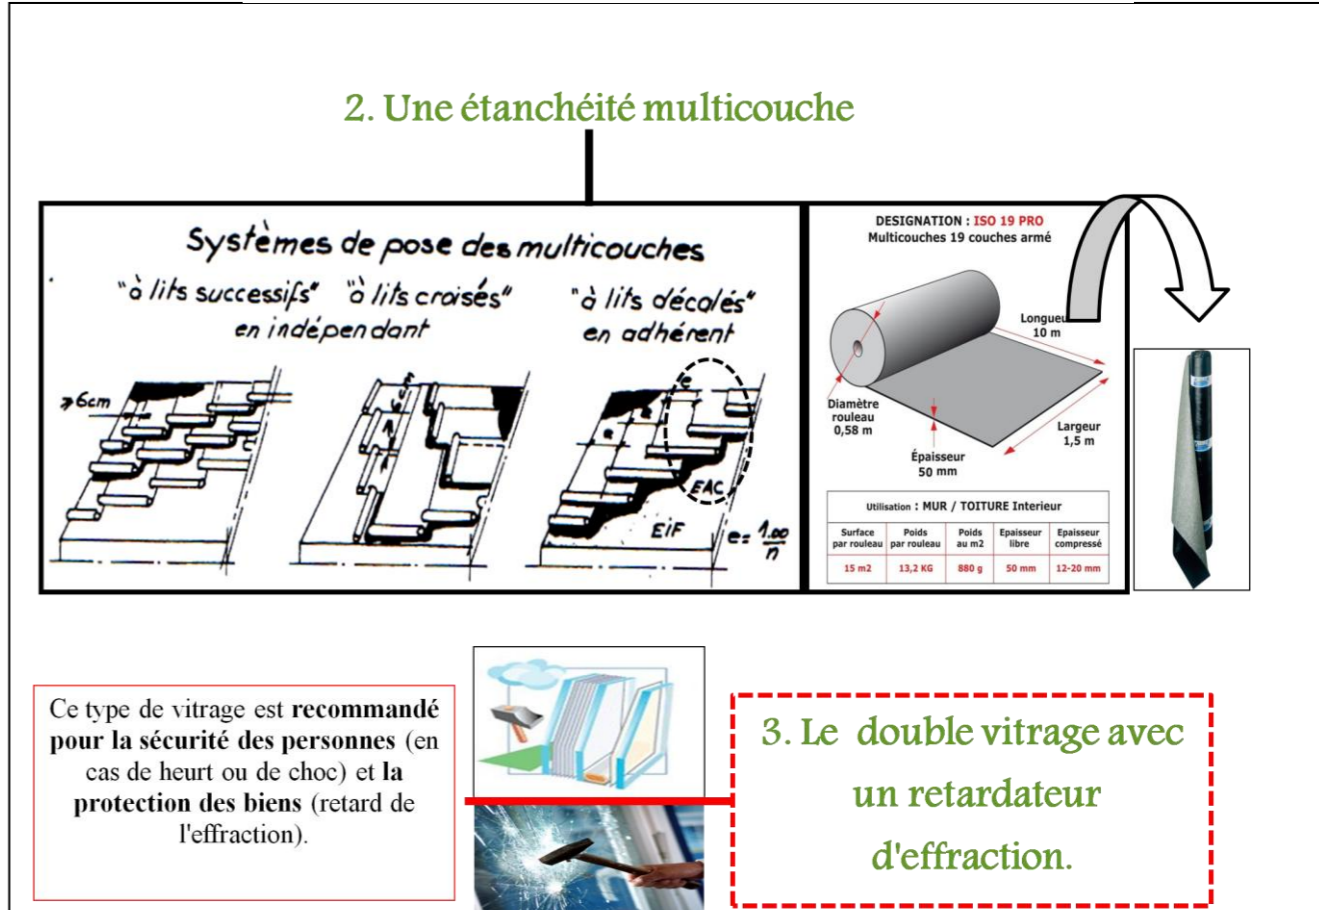 2. Une étanchéité multicouche
Systèmes de pose des multicouches
"à lits successifs" "à lits croisés"
en indépendant
"à lits décalés"
en adhérent
⩾6cm
6cm
e
EAC
EIF
e = 1.00/n
DESIGNATION : ISO 19 PRO
Multicouches 19 couches armé
Longueur
10 m
Diamètre
rouleau
0,58 m
Largeur
1,5 m
Épaisseur
50 mm
Utilisation : MUR / TOITURE Interieur
Surface par rouleau Poids par rouleau Poids au m2 Epaisseur libre Epaisseur compressé
15 m2 13,2 KG 880 g 50 mm 12-20 mm
Ce type de vitrage est recommandé
pour la sécurité des personnes (en
cas de heurt ou de choc) et la
protection des biens (retard de
l'effraction).
3. Le double vitrage avec
un retardateur
d'effraction.